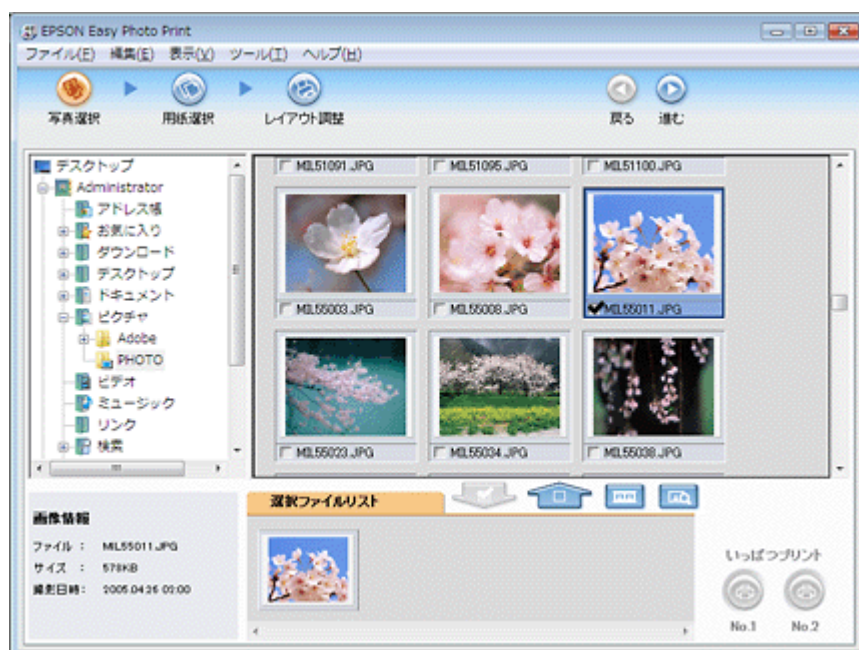 EPSON Easy Photo Print
ファイル(F) 編集(E) 表示(V) ツール(T) ヘルプ(H)
写真選択 用紙選択 レイアウト調整 戻る 進む
デスクトップ
Administrator
アドレス帳
お気に入り
ダウンロード
デスクトップ
ドキュメント
ピクチャ
Adobe
PHOTO
ビデオ
ミュージック
リンク
検索
MIL51091.JPG MIL51095.JPG MIL51100.JPG
MIL55003.JPG MIL55008.JPG MIL55011.JPG
MIL55023.JPG MIL55034.JPG MIL55038.JPG
画像情報
ファイル : MIL55011.JPG
サイズ : 578KB
撮影日時: 2005.04.26 02:00
選択ファイルリスト
いっぱつプリント
No.1 No.2